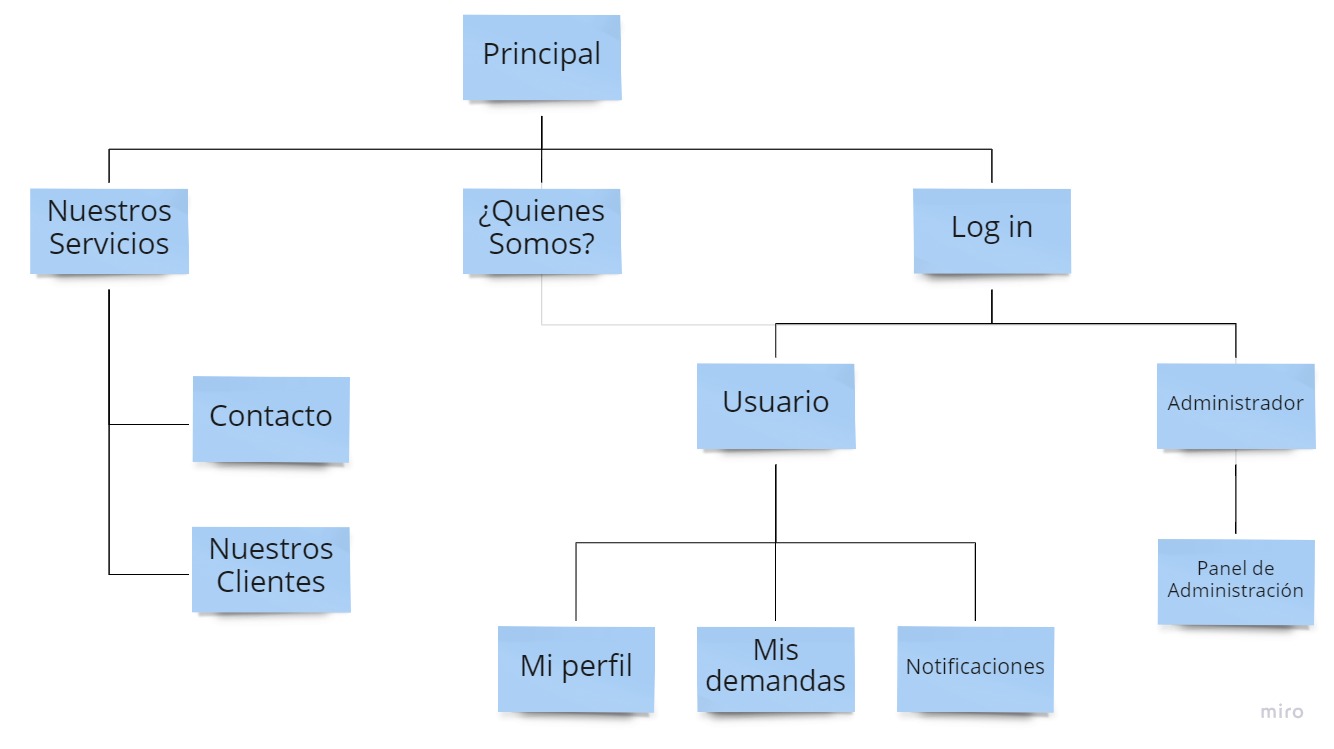 Principal
Nuestros
Servicios
¿Quienes
Somos?
Log in
Usuario
Administrador
Contacto
Nuestros
Clientes
Panel de
Administración
Mi perfil
Mis
demandas
Notificaciones
miro